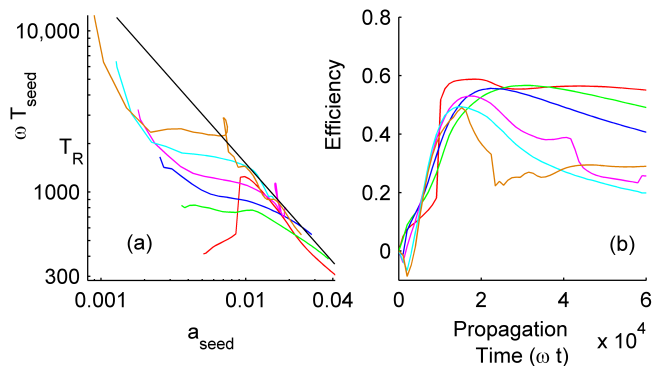 10,000
ω T_seed
T_R
1000
300
(a)
0.001
0.01
0.04
a_seed
0.8
0.6
0.4
0.2
0
Efficiency
(b)
0
2
4
6
Propagation
Time (ω t)
x 10^4